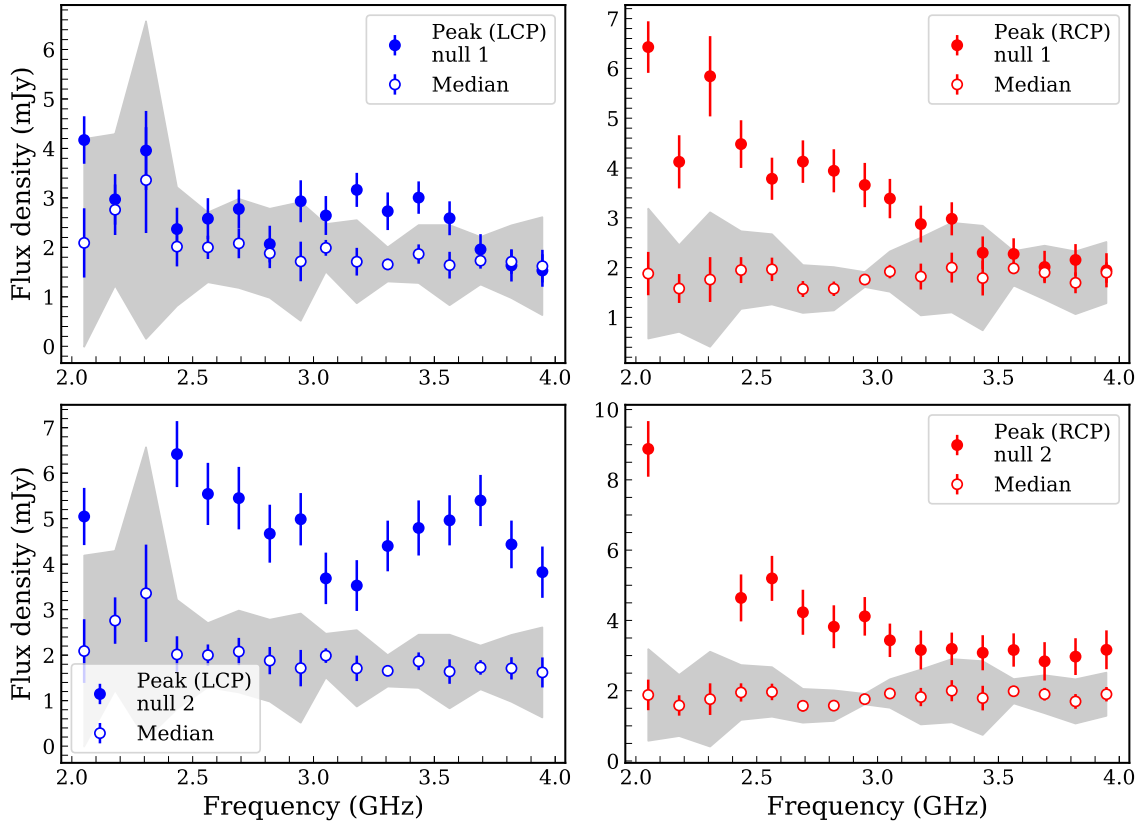 Peak (LCP)
null 1
Median
Flux density (mJy)
6
5
4
3
2
1
0
2.0 2.5 3.0 3.5 4.0
Peak (RCP)
null 1
Median
7
6
5
4
3
2
1
2.0 2.5 3.0 3.5 4.0
Flux density (mJy)
7
6
5
4
3
2
1
0
Peak (LCP)
null 2
Median
2.0 2.5 3.0 3.5 4.0
Frequency (GHz)
Peak (RCP)
null 2
Median
10
8
6
4
2
0
2.0 2.5 3.0 3.5 4.0
Frequency (GHz)